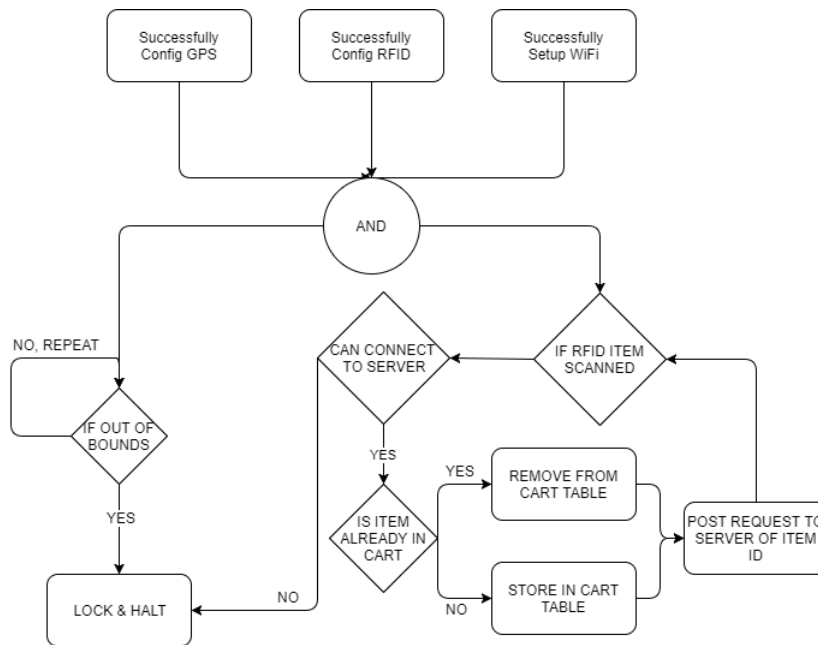 Successfully
Config GPS
Successfully
Config RFID
Successfully
Setup WiFi
AND
NO, REPEAT
CAN CONNECT
TO SERVER
IF RFID ITEM
SCANNED
IF OUT OF
BOUNDS
YES
YES
IS ITEM
ALREADY IN
CART
YES
REMOVE FROM
CART TABLE
POST REQUEST TO
SERVER OF ITEM
ID
LOCK & HALT
NO
NO
STORE IN CART
TABLE